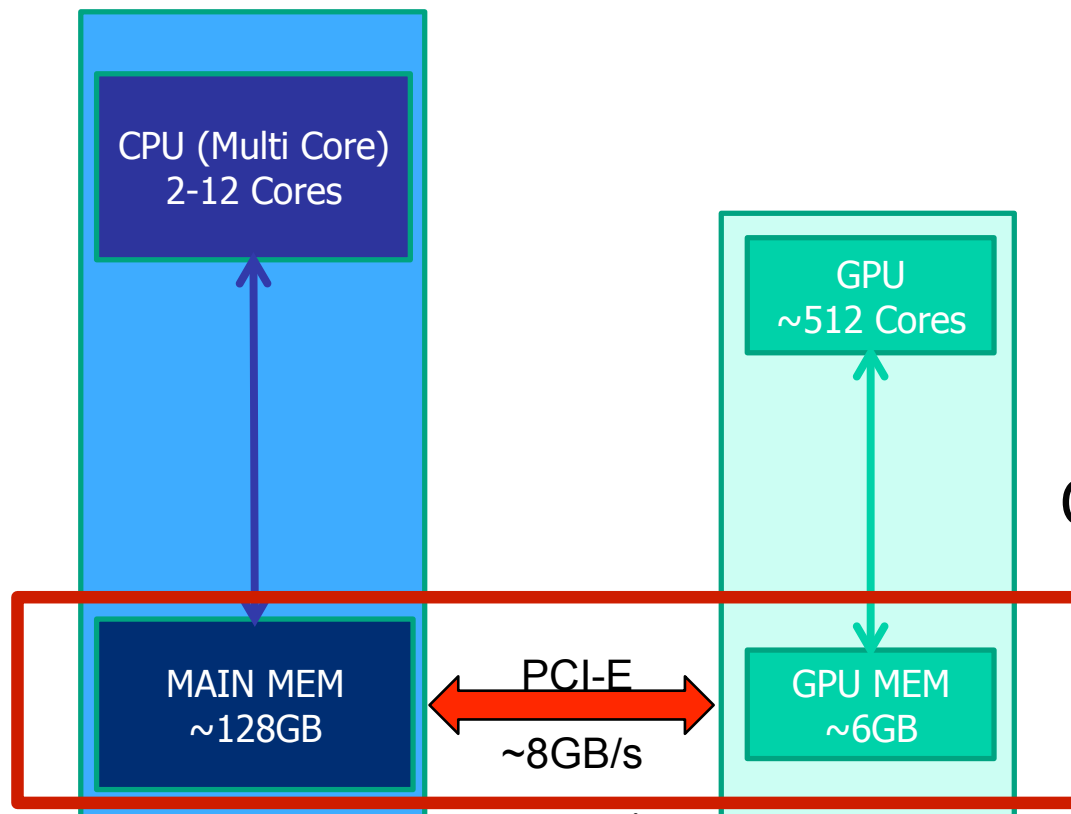 CPU (Multi Core)
2-12 Cores
GPU
~512 Cores
MAIN MEM
~128GB
PCI-E
~8GB/s
GPU MEM
~6GB